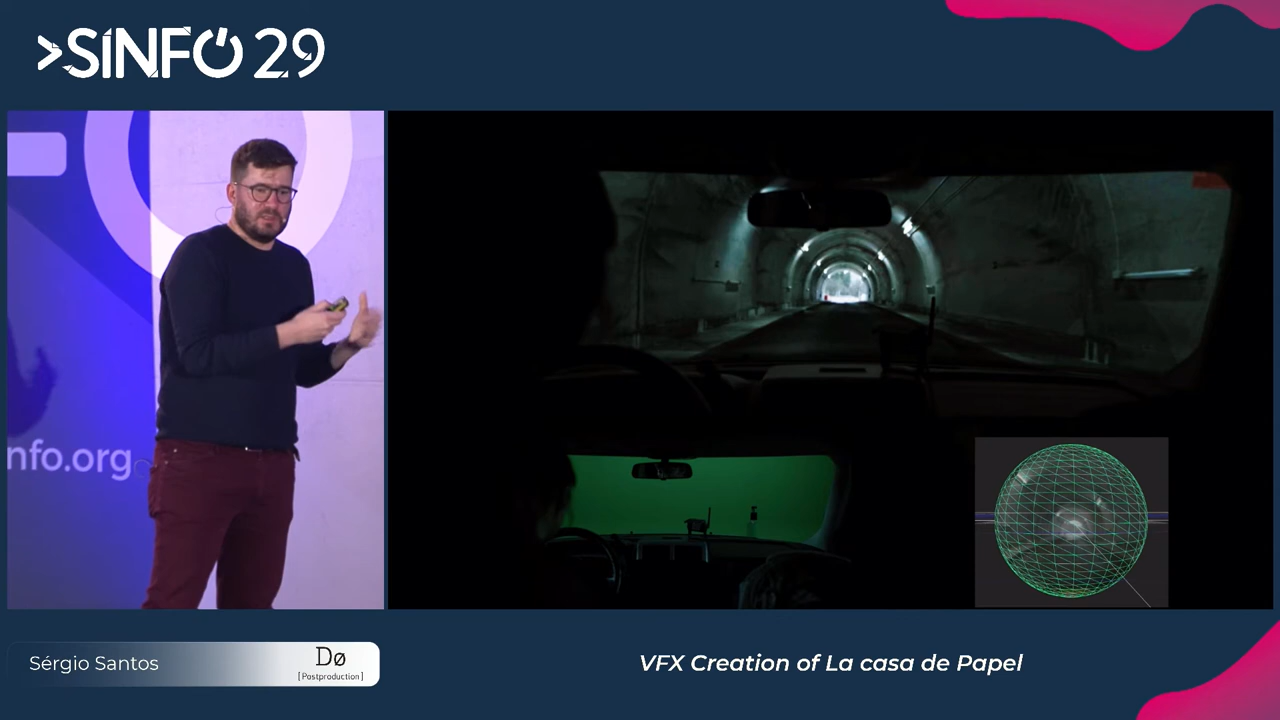 >SINFO 29
nfo.org
Sérgio Santos
Dø
[Postproduction]
VFX Creation of La casa de Papel